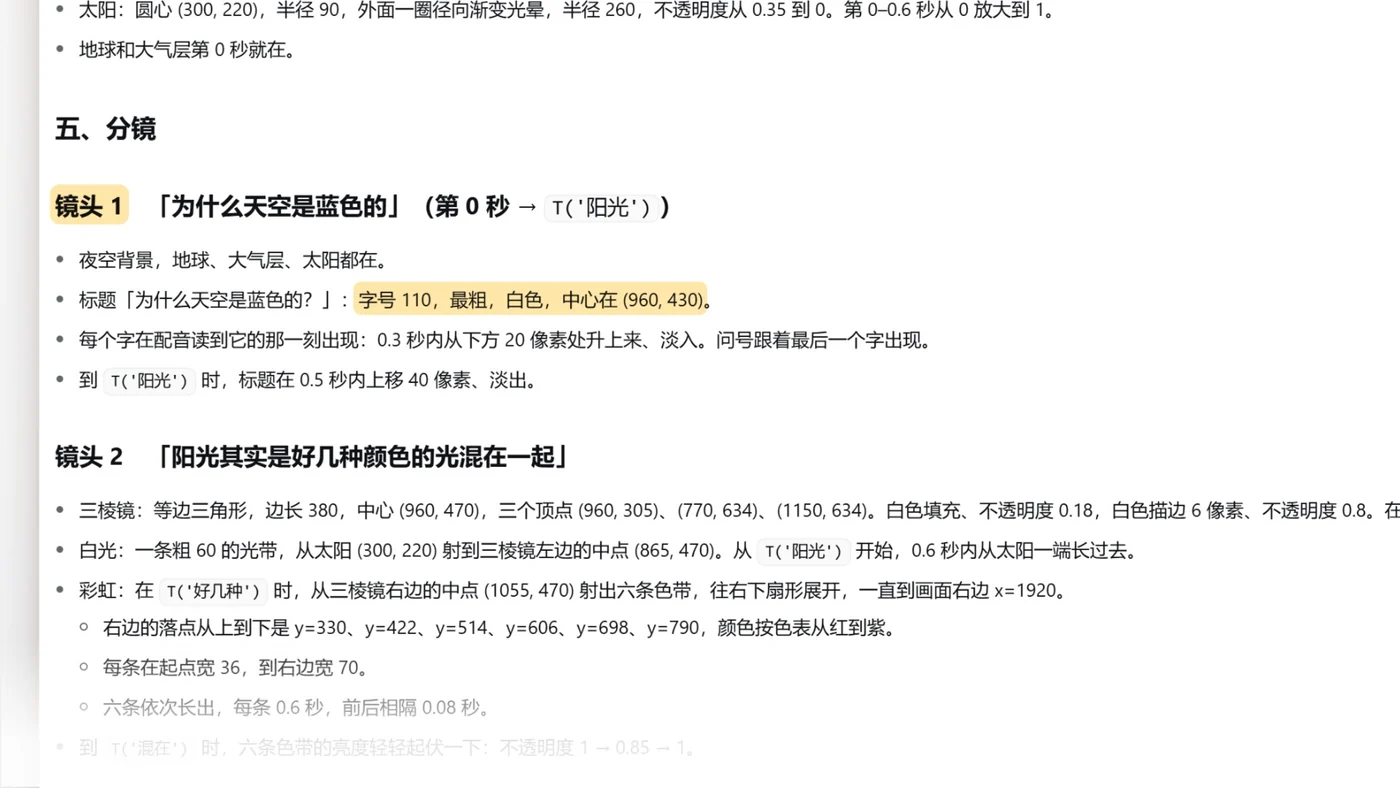 太阳：圆心 (300, 220)，半径 90，外面一圈径向渐变光晕，半径 260，不透明度从 0.35 到 0。第 0–0.6 秒从 0 放大到 1。
地球和大气层第 0 秒就在。
五、分镜
镜头 1 「为什么天空是蓝色的」（第 0 秒 → T('阳光')）
夜空背景，地球、大气层、太阳都在。
标题「为什么天空是蓝色的？」：字号 110，最粗，白色，中心在 (960, 430)。
每个字在配音读到它的那一刻出现：0.3 秒内从下方 20 像素处升上来、淡入。问号跟着最后一个字出现。
到 T('阳光') 时，标题在 0.5 秒内上移 40 像素、淡出。
镜头 2 「阳光其实是好几种颜色的光混在一起」
三棱镜：等边三角形，边长 380，中心 (960, 470)，三个顶点 (960, 305)、(770, 634)、(1150, 634)。白色填充、不透明度 0.18，白色描边 6 像素、不透明度 0.8。在
白光：一条粗 60 的光带，从太阳 (300, 220) 射到三棱镜左边的中点 (865, 470)。从 T('阳光') 开始，0.6 秒内从太阳一端长过去。
彩虹：在 T('好几种') 时，从三棱镜右边的中点 (1055, 470) 射出六条色带，往右下扇形展开，一直到画面右边 x=1920。
右边的落点从上到下是 y=330、y=422、y=514、y=606、y=698、y=790，颜色按色表从红到紫。
每条在起点宽 36，到右边宽 70。
六条依次长出，每条 0.6 秒，前后相隔 0.08 秒。
到 T('混在') 时，六条色带的亮度轻轻起伏一下：不透明度 1 → 0.85 → 1。